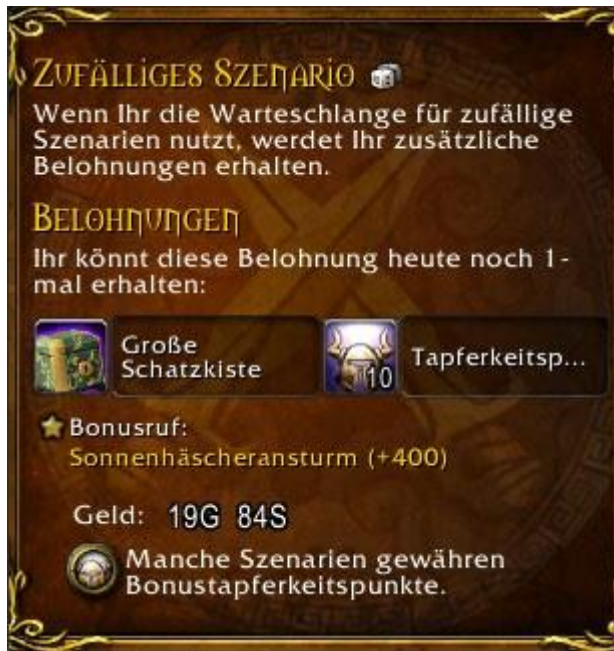 Zufälliges Szenario
Wenn Ihr die Warteschlange für zufällige
Szenarien nutzt, werdet Ihr zusätzliche
Belohnungen erhalten.
Belohnungen
Ihr könnt diese Belohnung heute noch 1-
mal erhalten:
Große
Schatzkiste
10
Tapferkeitsp...
Bonusruf:
Sonnenhäscheransturm (+400)
Geld: 19G 84S
Manche Szenarien gewähren
Bonustapferkeitspunkte.